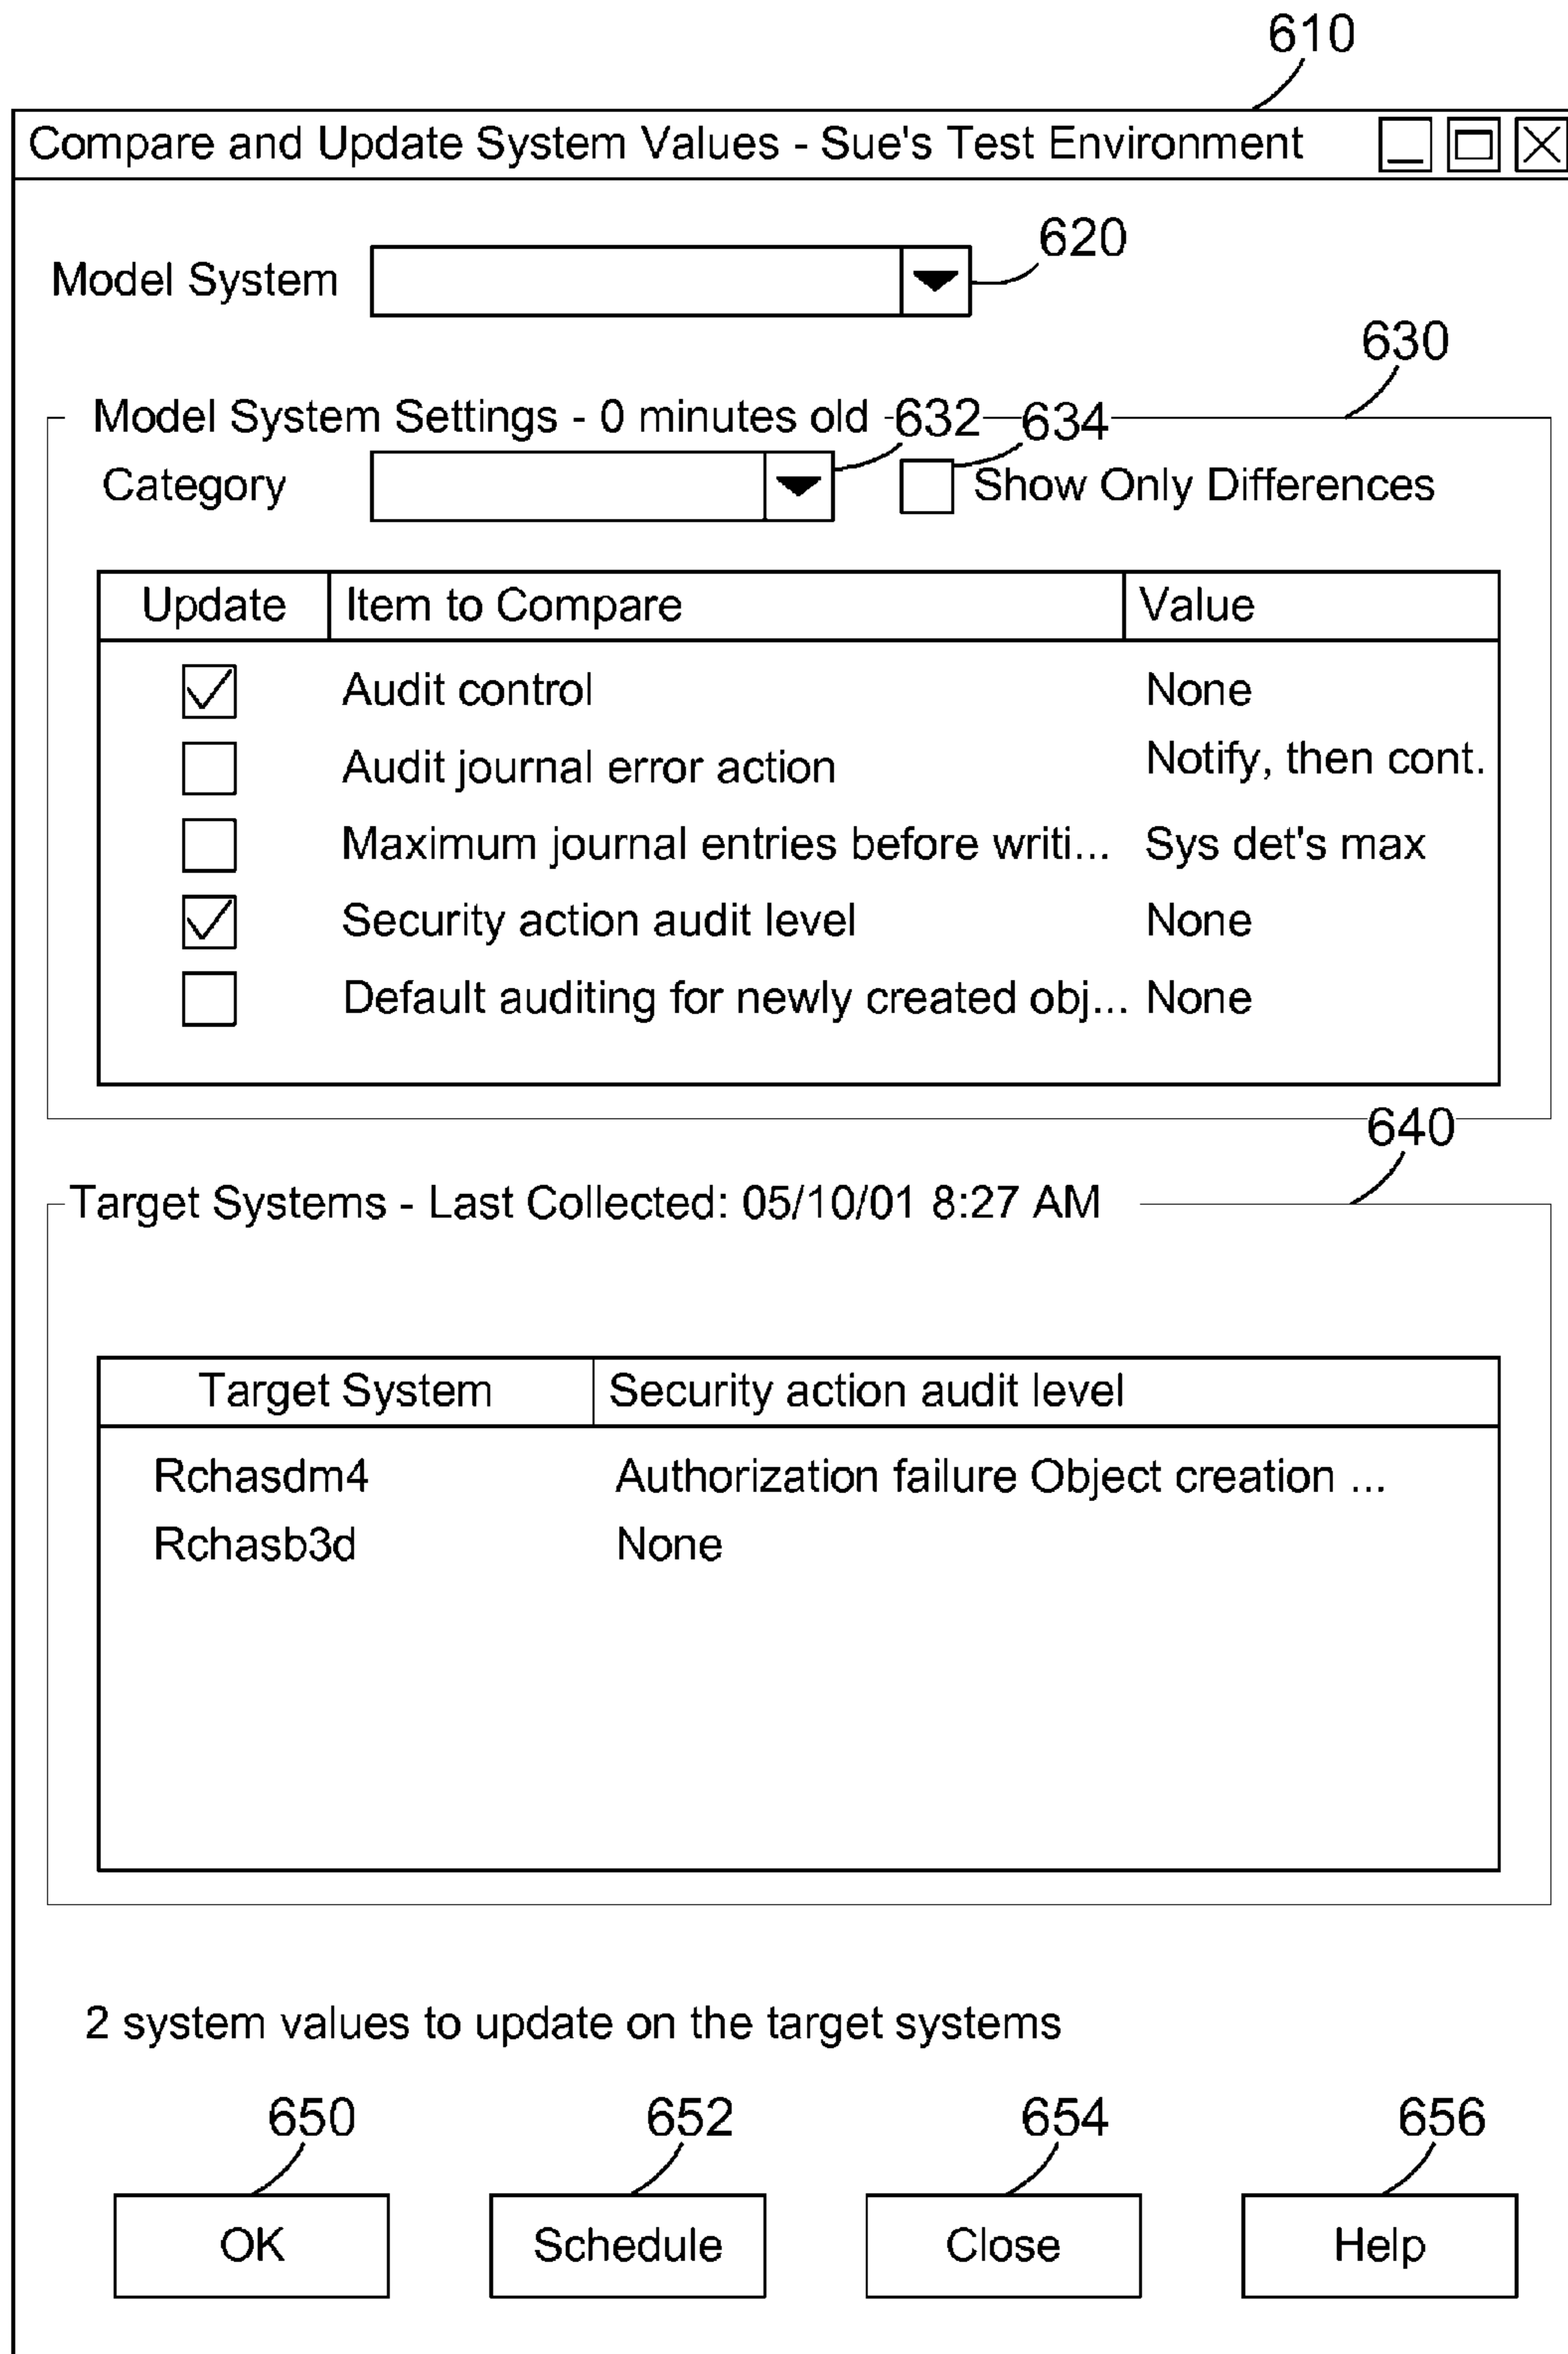 610
Compare and Update System Values - Sue's Test Environment
620
Model System
630
Model System Settings - 0 minutes old 632 634
Category Show Only Differences
Update Item to Compare Value
Audit control None
Audit journal error action Notify, then cont.
Maximum journal entries before writi... Sys det's max
Security action audit level None
Default auditing for newly created obj... None
640
Target Systems - Last Collected: 05/10/01 8:27 AM
Target System Security action audit level
Rchasdm4 Authorization failure Object creation ...
Rchasb3d None
2 system values to update on the target systems
650 652 654 656
OK Schedule Close Help